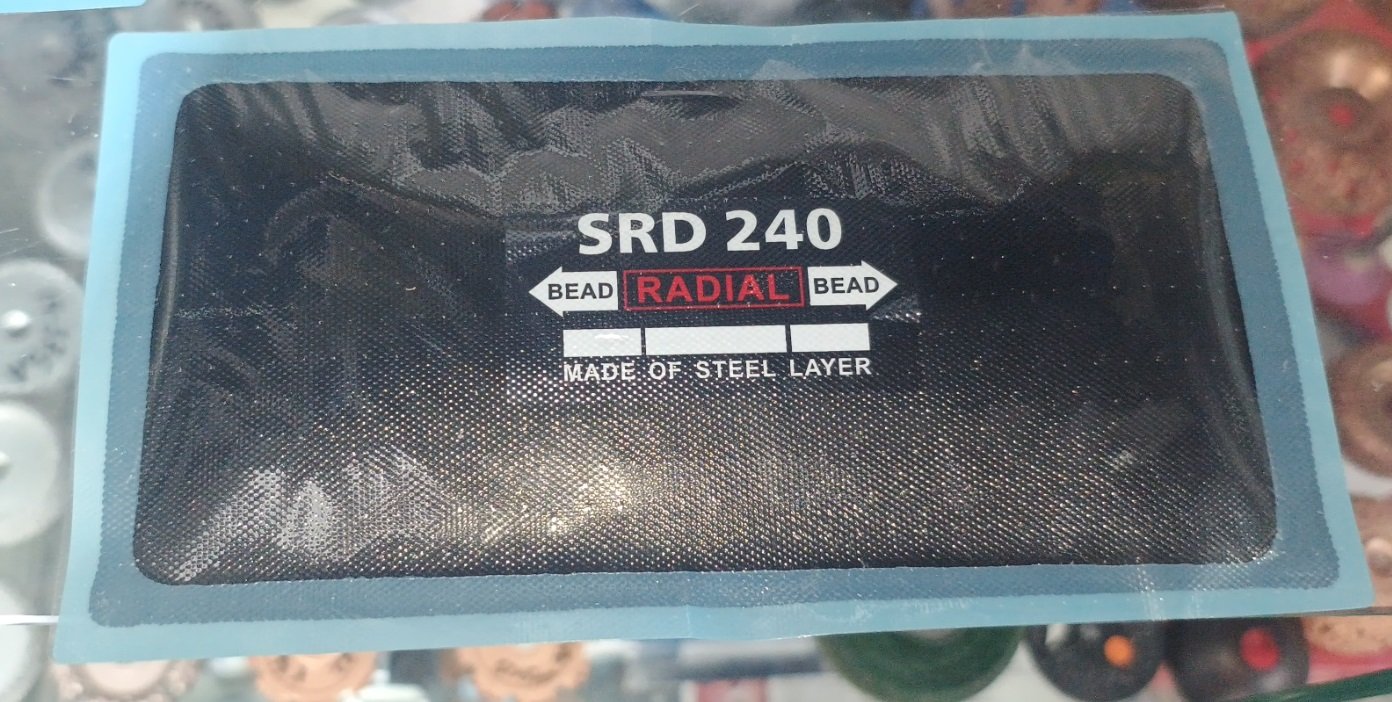 SRD 240
BEAD RADIAL BEAD
MADE OF STEEL LAYER